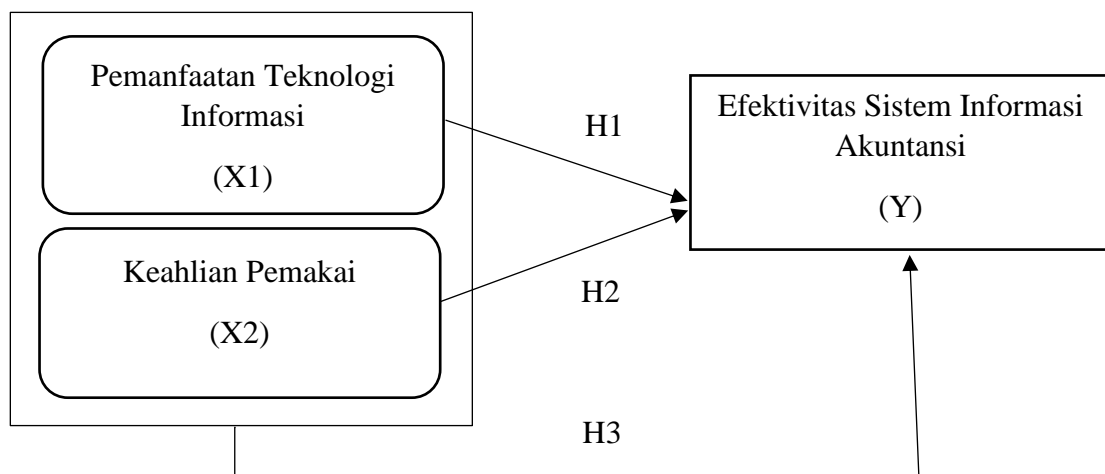 Pemanfaatan Teknologi
Informasi
(X1)
Keahlian Pemakai
(X2)
H1
H2
H3
Efektivitas Sistem Informasi
Akuntansi
(Y)